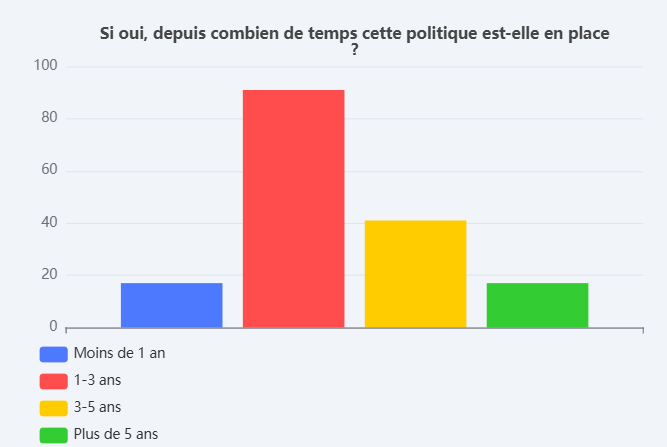 Si oui, depuis combien de temps cette politique est-elle en place
?
100
80
60
40
20
0
Moins de 1 an
1-3 ans
3-5 ans
Plus de 5 ans